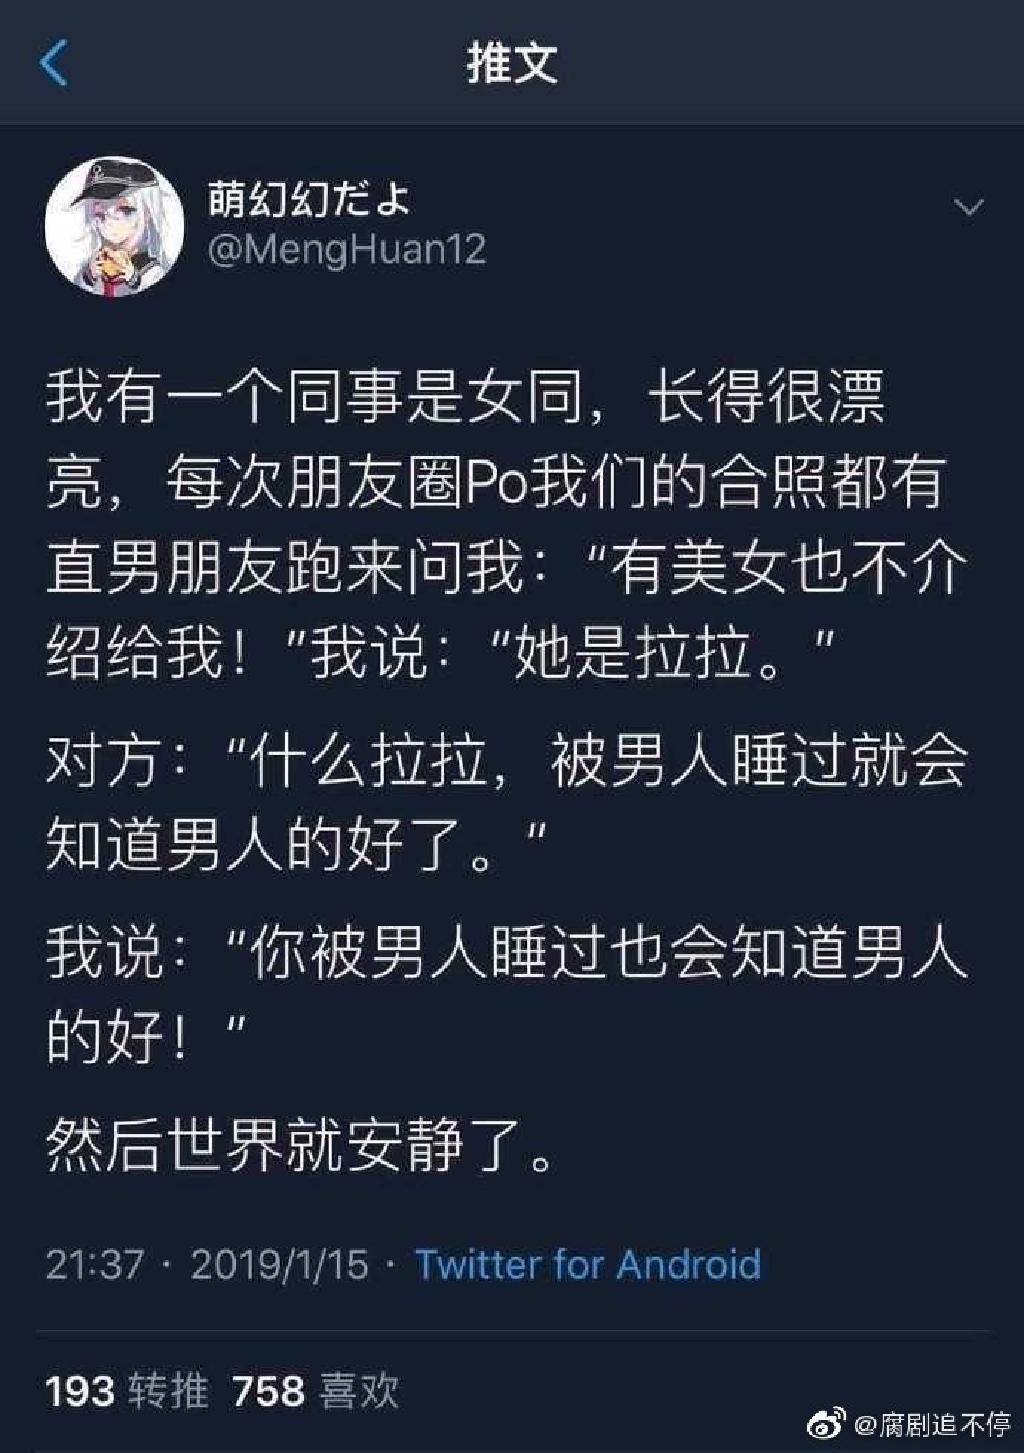 推文
萌幻幻だよ
@MengHuan12
我有一个同事是女同，长得很漂
亮，每次朋友圈Po我们的合照都有
直男朋友跑来问我：“有美女也不介
绍给我！”我说：“她是拉拉。”
对方：“什么拉拉，被男人睡过就会
知道男人的好了。“
我说：“你被男人睡过也会知道男人
的好！“
然后世界就安静了。
21:37 · 2019/1/15 · Twitter for Android
193 转推 758 喜欢
@腐剧追不停